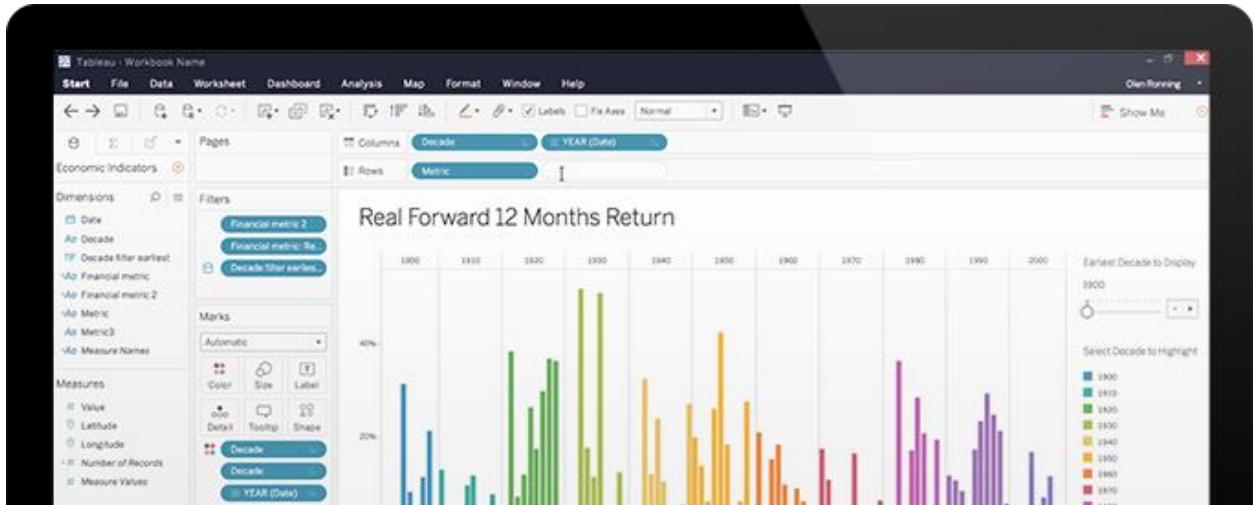 Tableau - Workbook Name
Start File Data Worksheet Dashboard Analysis Map Format Window Help
Olen Ronning
Labels Fix Axes Normal Show Me
Pages
Columns Decade YEAR (Date)
Economic Indicators
Rows Metric
Dimensions
Filters
Date
Financial metric 2
Real Forward 12 Months Return
Abc Decade
Financial metric: Re..
Decade filter earliest
Decade filter earlies..
1900 1910 1920 1930 1940 1950 1960 1970 1980 1990 2000
Earliest Decade to Display
Financial metric
1900
Financial metric 2
Metric
Marks
Metric3
Automatic
40%
Measure Names
Select Decade to Highlight
Color Size Label
1900
Measures
1910
Value
1920
Latitude
Detail Tooltip Shape
1930
Longitude
20%
1940
Decade
1950
Number of Records
Decade
1960
Measure Values
YEAR (Date)
1970